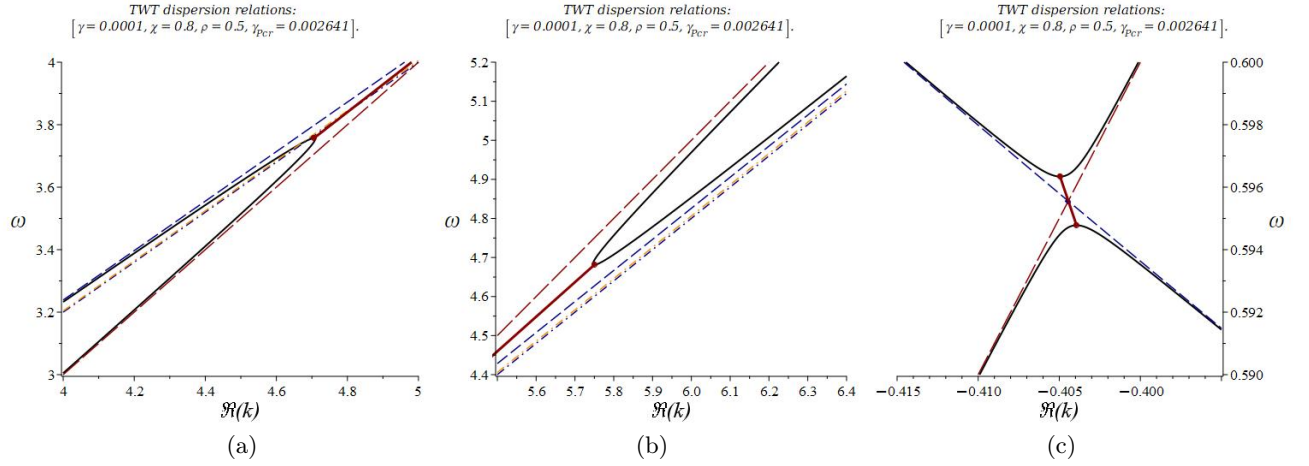 TWT dispersion relations:
[γ = 0.0001, χ = 0.8, ρ = 0.5, γPcr = 0.002641].
4
3.8
3.6
ω
3.4
3.2
3
4 4.2 4.4 4.6 4.8 5
ℜ(k)
(a)
TWT dispersion relations:
[γ = 0.0001, χ = 0.8, ρ = 0.5, γPcr = 0.002641].
5.2
5.1
5
4.9
ω
4.8
4.7
4.6
4.5
4.4
5.6 5.7 5.8 5.9 6.0 6.1 6.2 6.3 6.4
ℜ(k)
(b)
TWT dispersion relations:
[γ = 0.0001, χ = 0.8, ρ = 0.5, γPcr = 0.002641].
0.600
0.598
0.596
ω
0.594
0.592
0.590
−0.415 −0.410 −0.405 −0.400
ℜ(k)
(c)